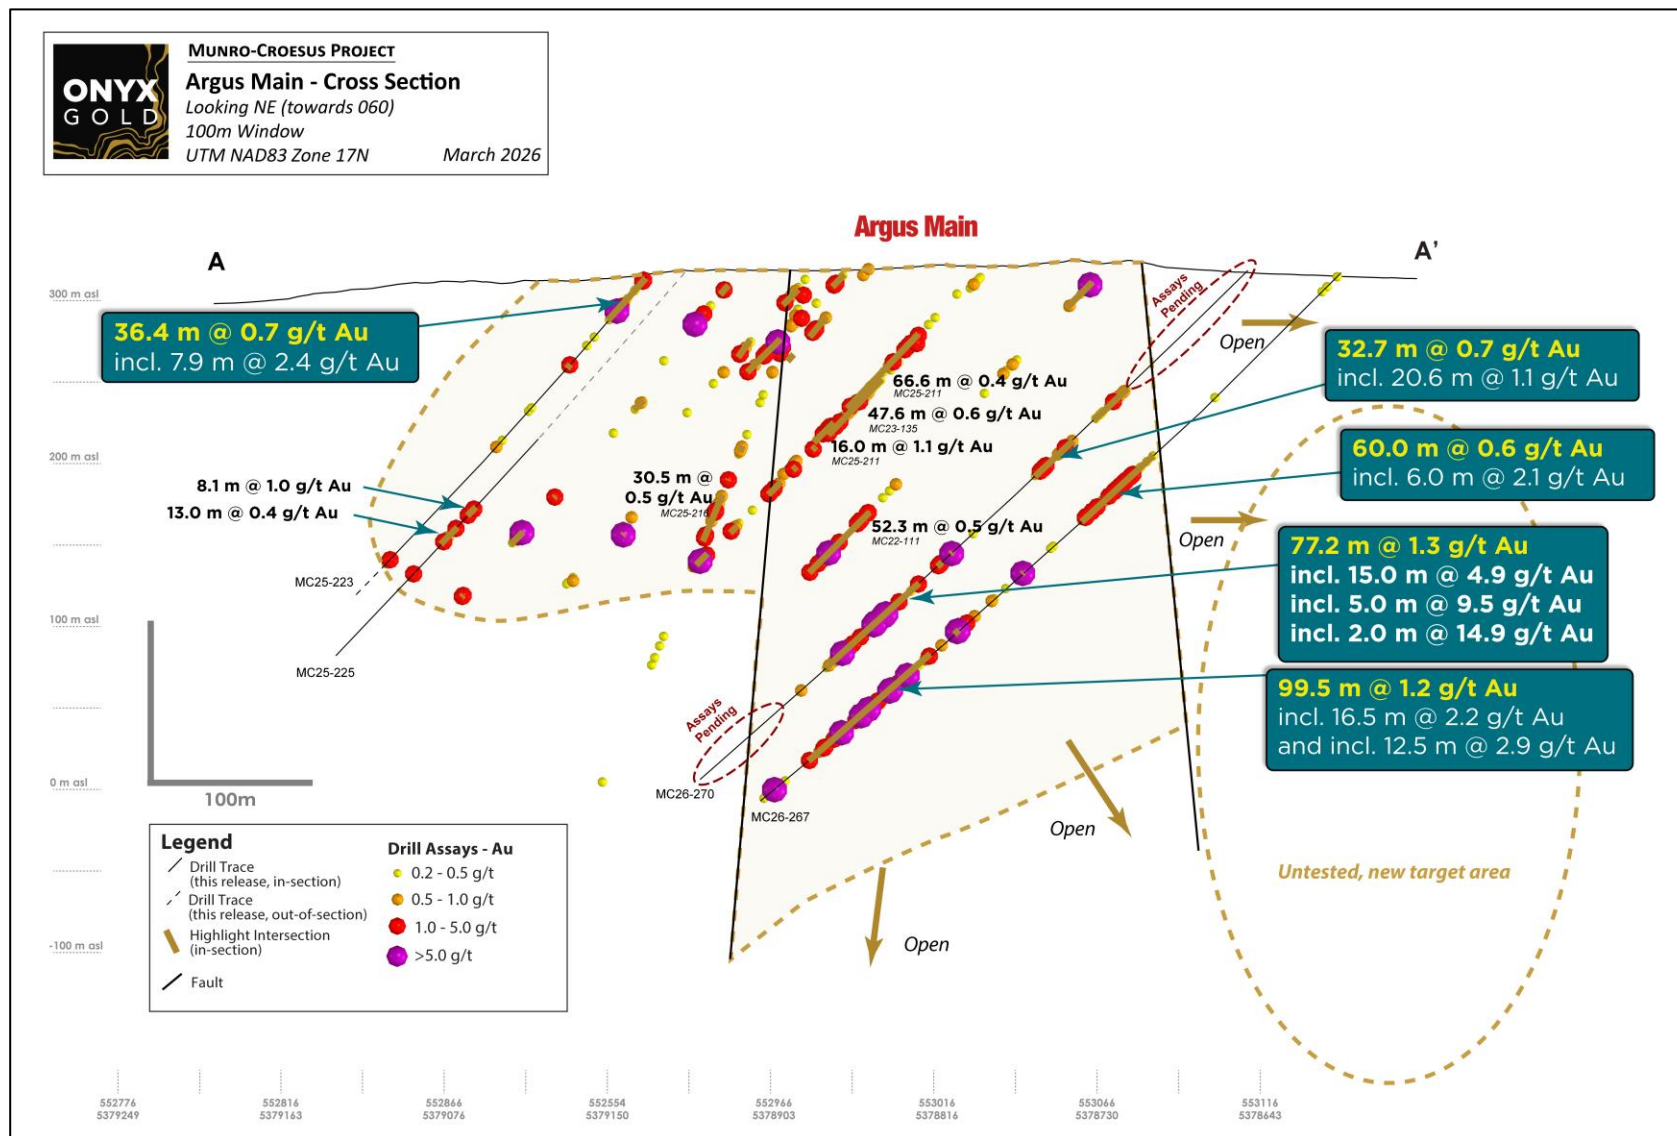 ONYX
GOLD
MUNRO-CROESUS PROJECT
Argus Main - Cross Section
Looking NE (towards 060)
100m Window
UTM NAD83 Zone 17N
March 2026
Argus Main
A
A'
300 m asl
200 m asl
100 m asl
0 m asl
-100 m asl
36.4 m @ 0.7 g/t Au
incl. 7.9 m @ 2.4 g/t Au
Assays
Pending
Open
32.7 m @ 0.7 g/t Au
incl. 20.6 m @ 1.1 g/t Au
66.6 m @ 0.4 g/t Au
MC25-211
47.6 m @ 0.6 g/t Au
MC23-135
16.0 m @ 1.1 g/t Au
MC25-211
60.0 m @ 0.6 g/t Au
incl. 6.0 m @ 2.1 g/t Au
30.5 m @
0.5 g/t Au
MC25-216
8.1 m @ 1.0 g/t Au
13.0 m @ 0.4 g/t Au
52.3 m @ 0.5 g/t Au
MC22-111
Open
77.2 m @ 1.3 g/t Au
incl. 15.0 m @ 4.9 g/t Au
incl. 5.0 m @ 9.5 g/t Au
incl. 2.0 m @ 14.9 g/t Au
MC25-223
MC25-225
99.5 m @ 1.2 g/t Au
incl. 16.5 m @ 2.2 g/t Au
and incl. 12.5 m @ 2.9 g/t Au
Assays
Pending
MC26-270
MC26-267
100m
Open
Open
Untested, new target area
Legend
Drill Trace
(this release, in-section)
Drill Trace
(this release, out-of-section)
Highlight Intersection
(in-section)
Fault
Drill Assays - Au
0.2 - 0.5 g/t
0.5 - 1.0 g/t
1.0 - 5.0 g/t
>5.0 g/t
552776
5379249
552816
5379163
552866
5379076
552554
5379150
552966
5378903
553016
5378816
553066
5378730
553116
5378643